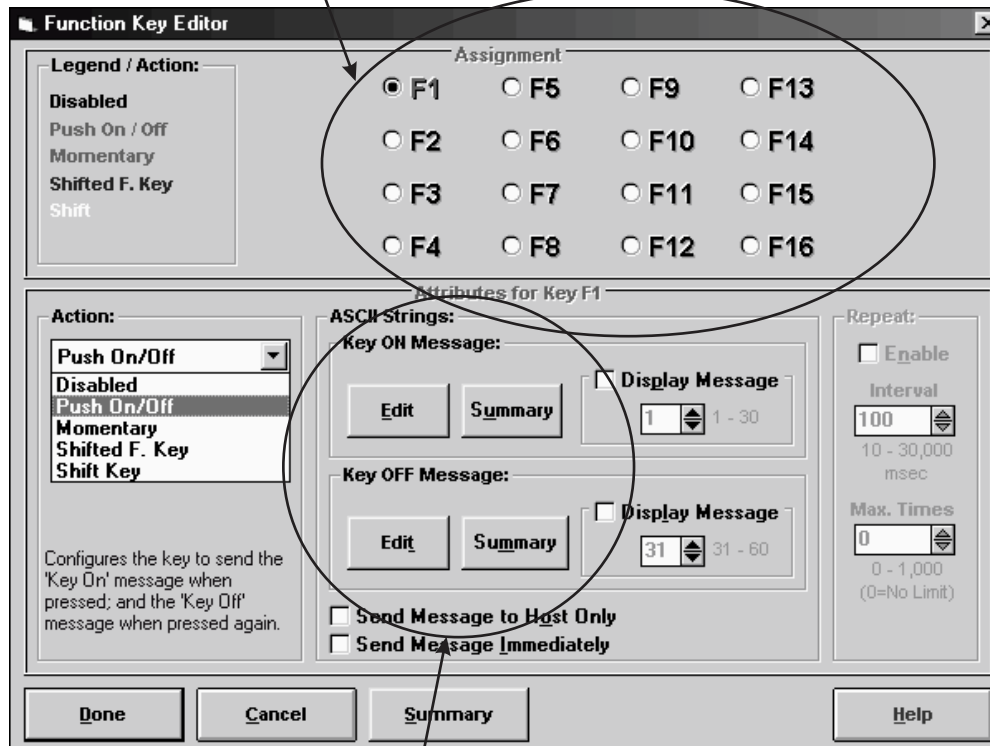 Function Key Editor
Legend / Action:
Disabled
Push On / Off
Momentary
Shifted F. Key
Shift
Assignment
F1 F5 F9 F13
F2 F6 F10 F14
F3 F7 F11 F15
F4 F8 F12 F16
Attributes for Key F1
Action:
Push On/Off
Disabled
Push On/Off
Momentary
Shifted F. Key
Shift Key
Configures the key to send the
'Key On' message when
pressed; and the 'Key Off'
message when pressed again.
ASCII Strings:
Key ON Message:
Edit Summary
Display Message
1 1 - 30
Key OFF Message:
Edit Summary
Display Message
31 31 - 60
Send Message to Host Only
Send Message Immediately
Repeat:
Enable
Interval
100
10 - 30,000
msec
Max. Times
0
0 - 1,000
(0=No Limit)
Done Cancel Summary Help